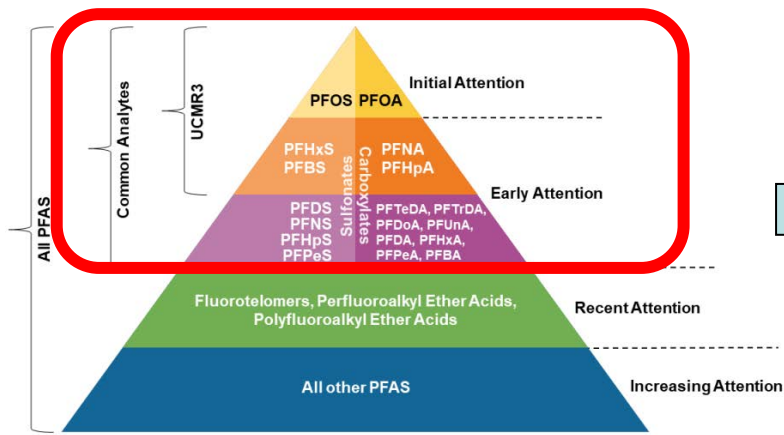 All PFAS
Common Analytes
UCMR3
PFOS PFOA
Initial Attention
PFHxS
PFBS
PFNA
PFHpA
Sulfonates
Carboxylates
Early Attention
PFDS
PFNS
PFHpS
PFPeS
PFTeDA, PFTrDA,
PFDoA, PFUnA,
PFDA, PFHxA,
PFPeA, PFBA
Fluorotelomers, Perfluoroalkyl Ether Acids,
Polyfluoroalkyl Ether Acids
Recent Attention
All other PFAS
Increasing Attention